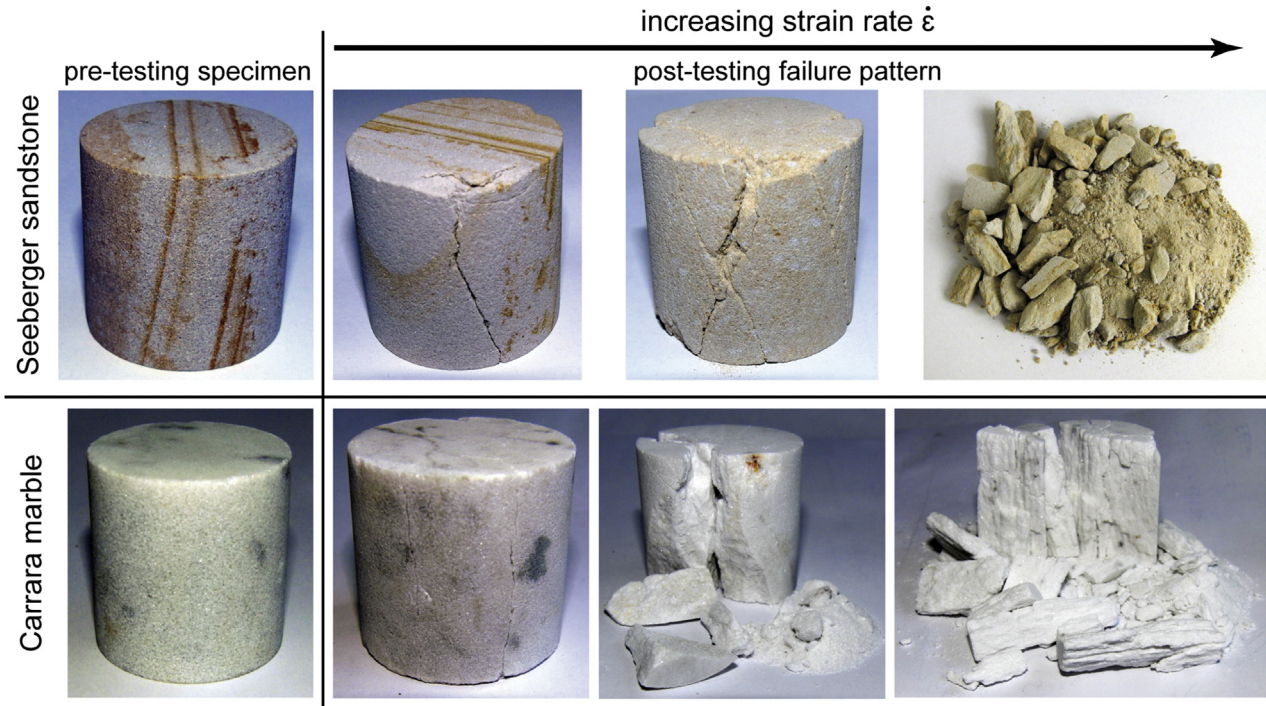 increasing strain rate ε̇
pre-testing specimen
post-testing failure pattern
Seeberger sandstone
Carrara marble